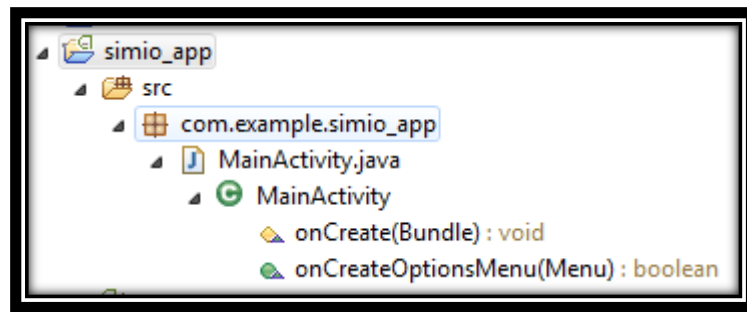 simio_app
src
com.example.simio_app
MainActivity.java
MainActivity
onCreate(Bundle) : void
onCreateOptionsMenu(Menu) : boolean